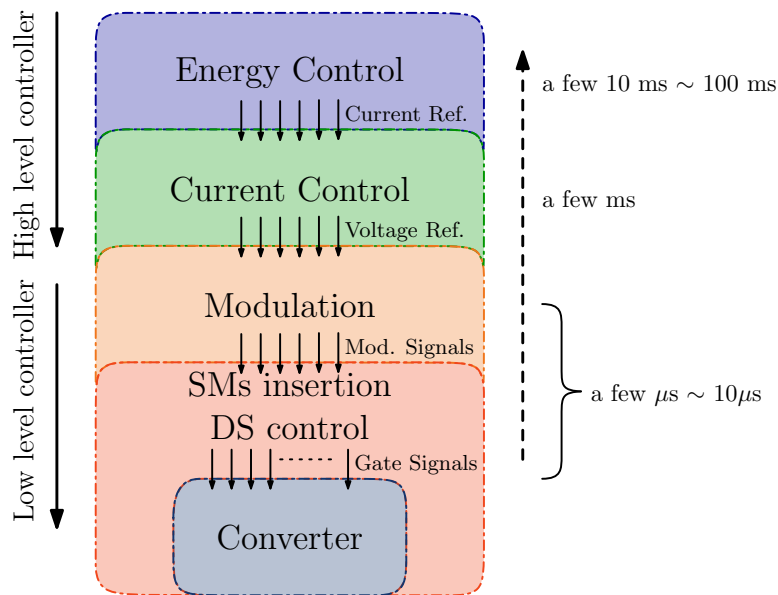 High level controller
Low level controller
Energy Control
Current Ref.
Current Control
Voltage Ref.
Modulation
Mod. Signals
SMs insertion
DS control
Gate Signals
Converter
a few 10 ms ∼ 100 ms
a few ms
a few μs ∼ 10μs